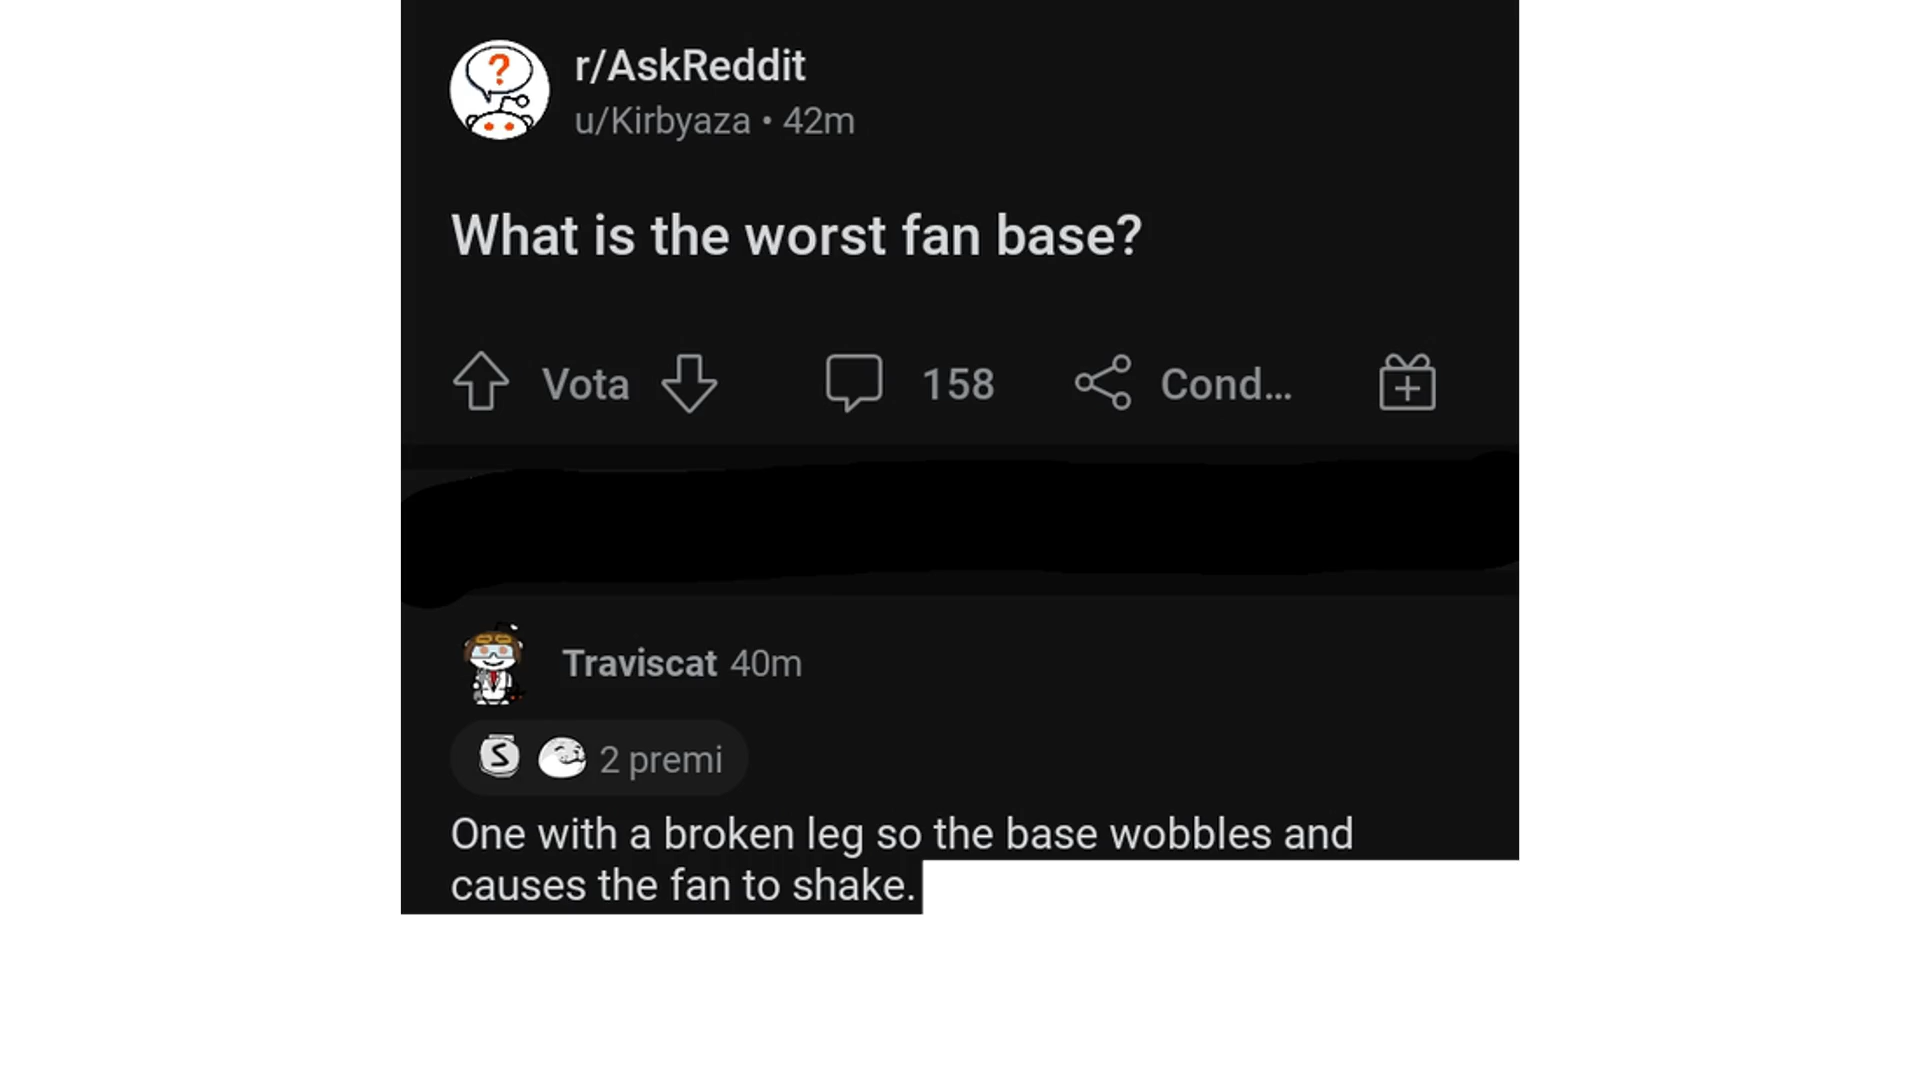 r/AskReddit
u/Kirbyaza • 42m
What is the worst fan base?
Vota
158
Cond...
Traviscat 40m
S
2 premi
One with a broken leg so the base wobbles and
causes the fan to shake.